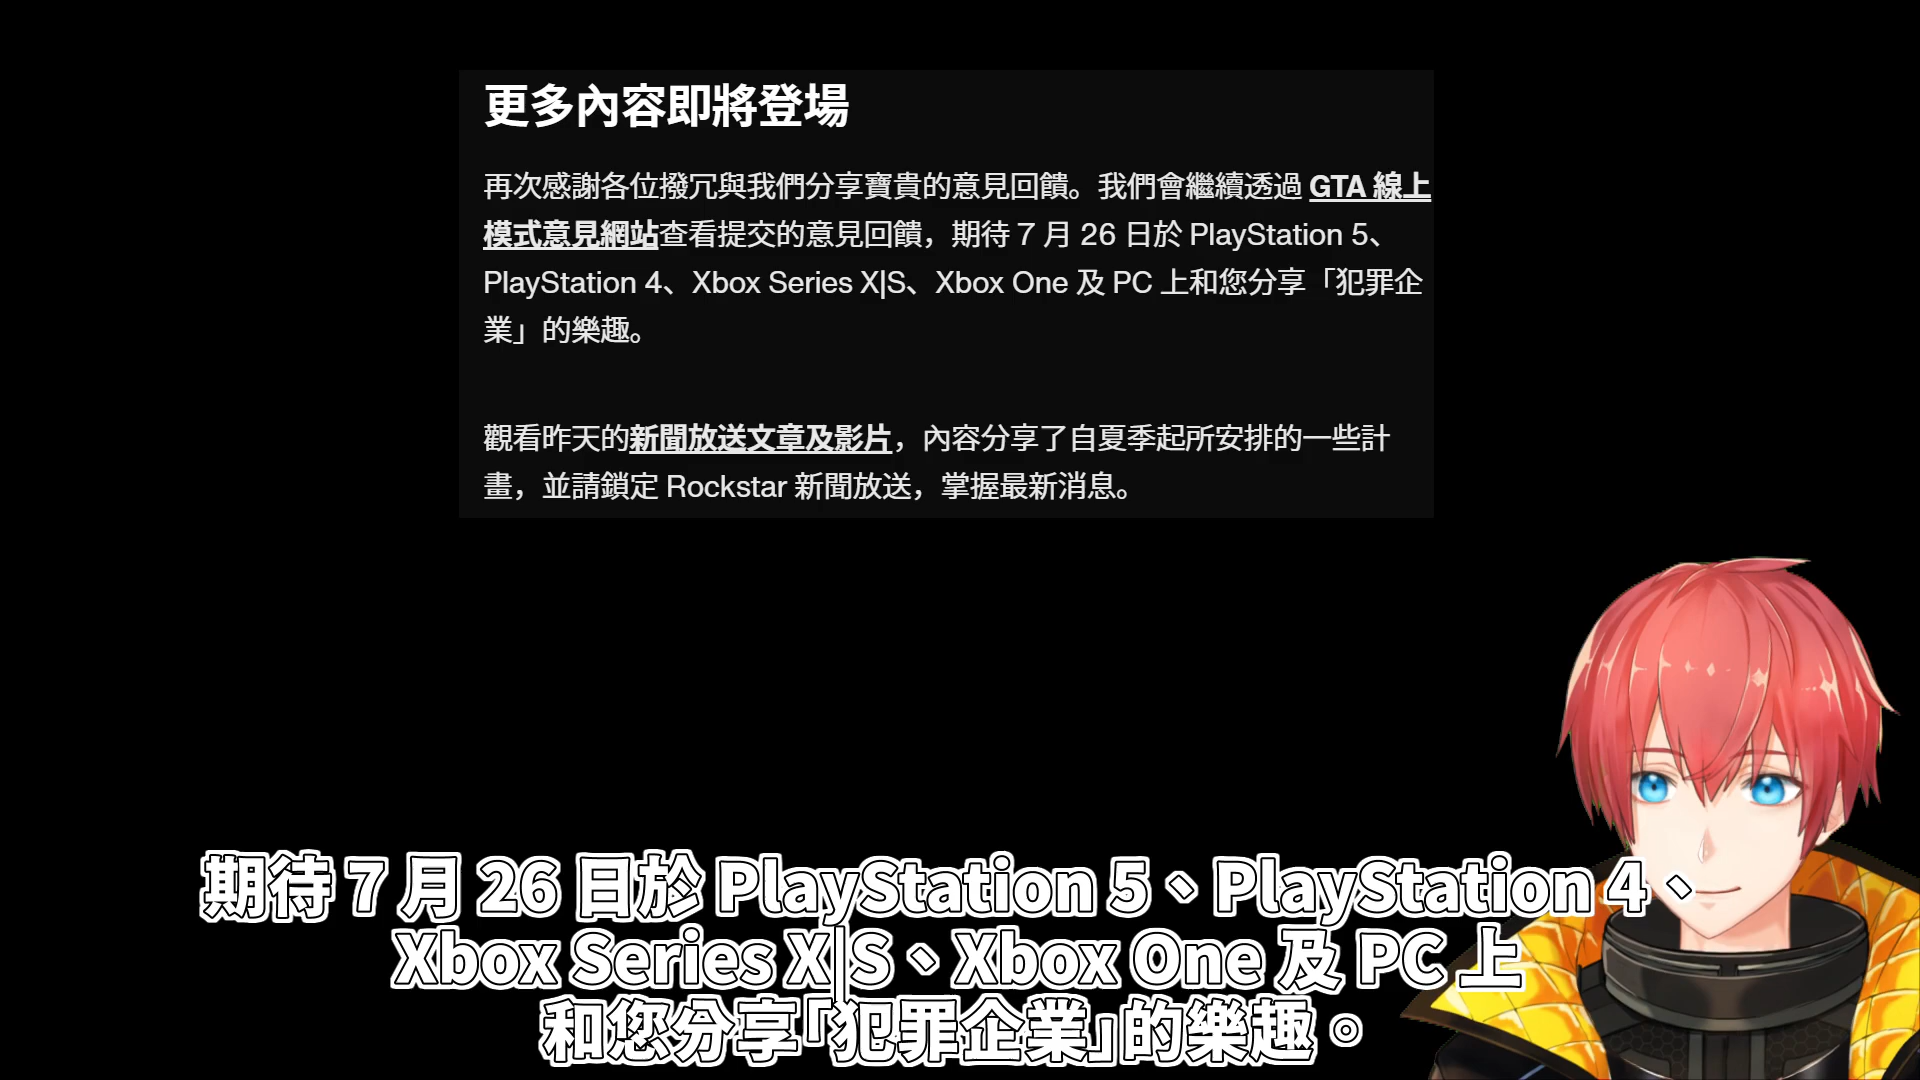 更多內容即將登場
再次感謝各位撥冗與我們分享寶貴的意見回饋。我們會繼續透過 GTA 線上
模式意見網站查看提交的意見回饋，期待 7 月 26 日於 PlayStation 5、
PlayStation 4、Xbox Series X|S、Xbox One 及 PC 上和您分享「犯罪企
業」的樂趣。
觀看昨天的新聞放送文章及影片，內容分享了自夏季起所安排的一些計
畫，並請鎖定 Rockstar 新聞放送，掌握最新消息。
期待 7 月 26 日於 PlayStation 5、PlayStation 4、
Xbox Series X|S、Xbox One 及 PC 上
和您分享「犯罪企業」的樂趣。